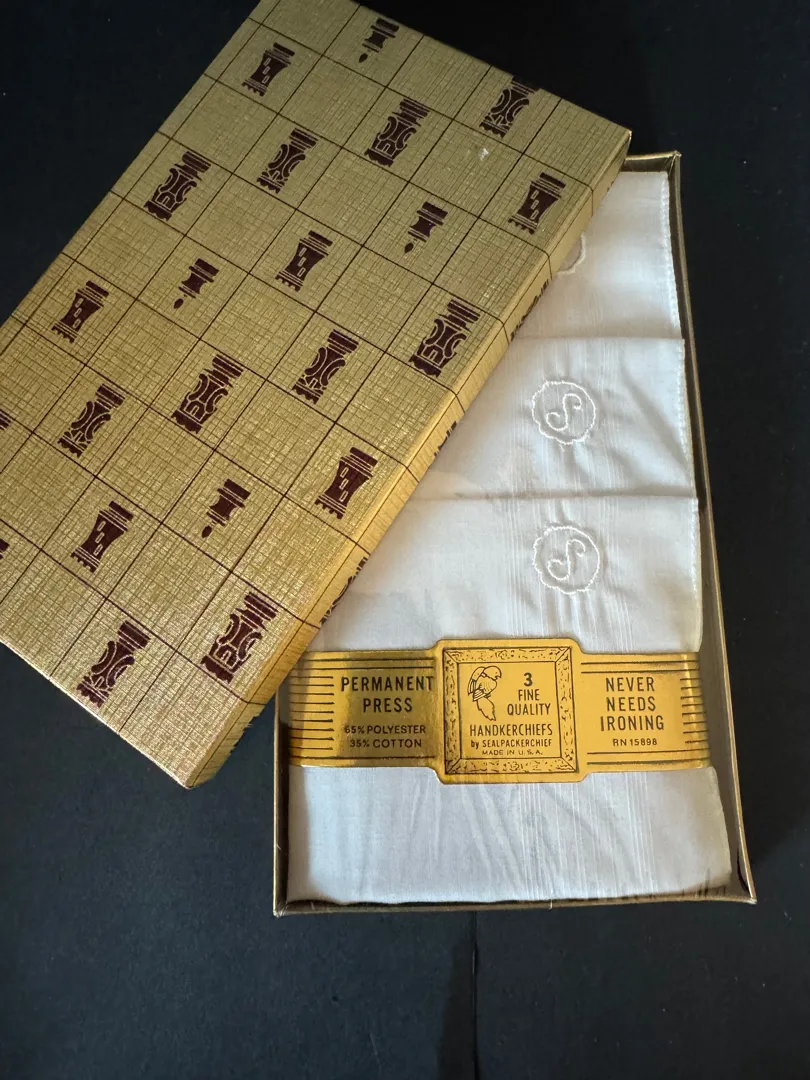 S
S
PERMANENT
PRESS
65% POLYESTER
35% COTTON
3
FINE
QUALITY
HANDKERCHIEFS
by SEALPACKERCHIEF
MADE IN U.S.A.
NEVER
NEEDS
IRONING
RN 15898